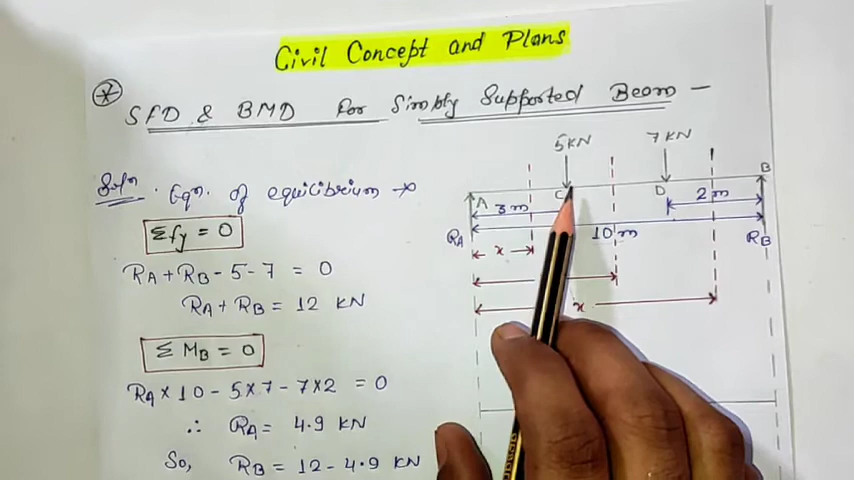 Civil Concept and Plans
* SFD & BMD For Simply Supported Beam -
Soln. Eqn. of equilibrium →
Σfy = 0
RA + RB - 5 - 7 = 0
RA + RB = 12 KN
Σ MB = 0
RA × 10 - 5 × 7 - 7 × 2 = 0
∴ RA = 4.9 KN
So, RB = 12 - 4.9 KN
5KN 7KN
A C D B
3m 2m
RA 10m RB
x
x